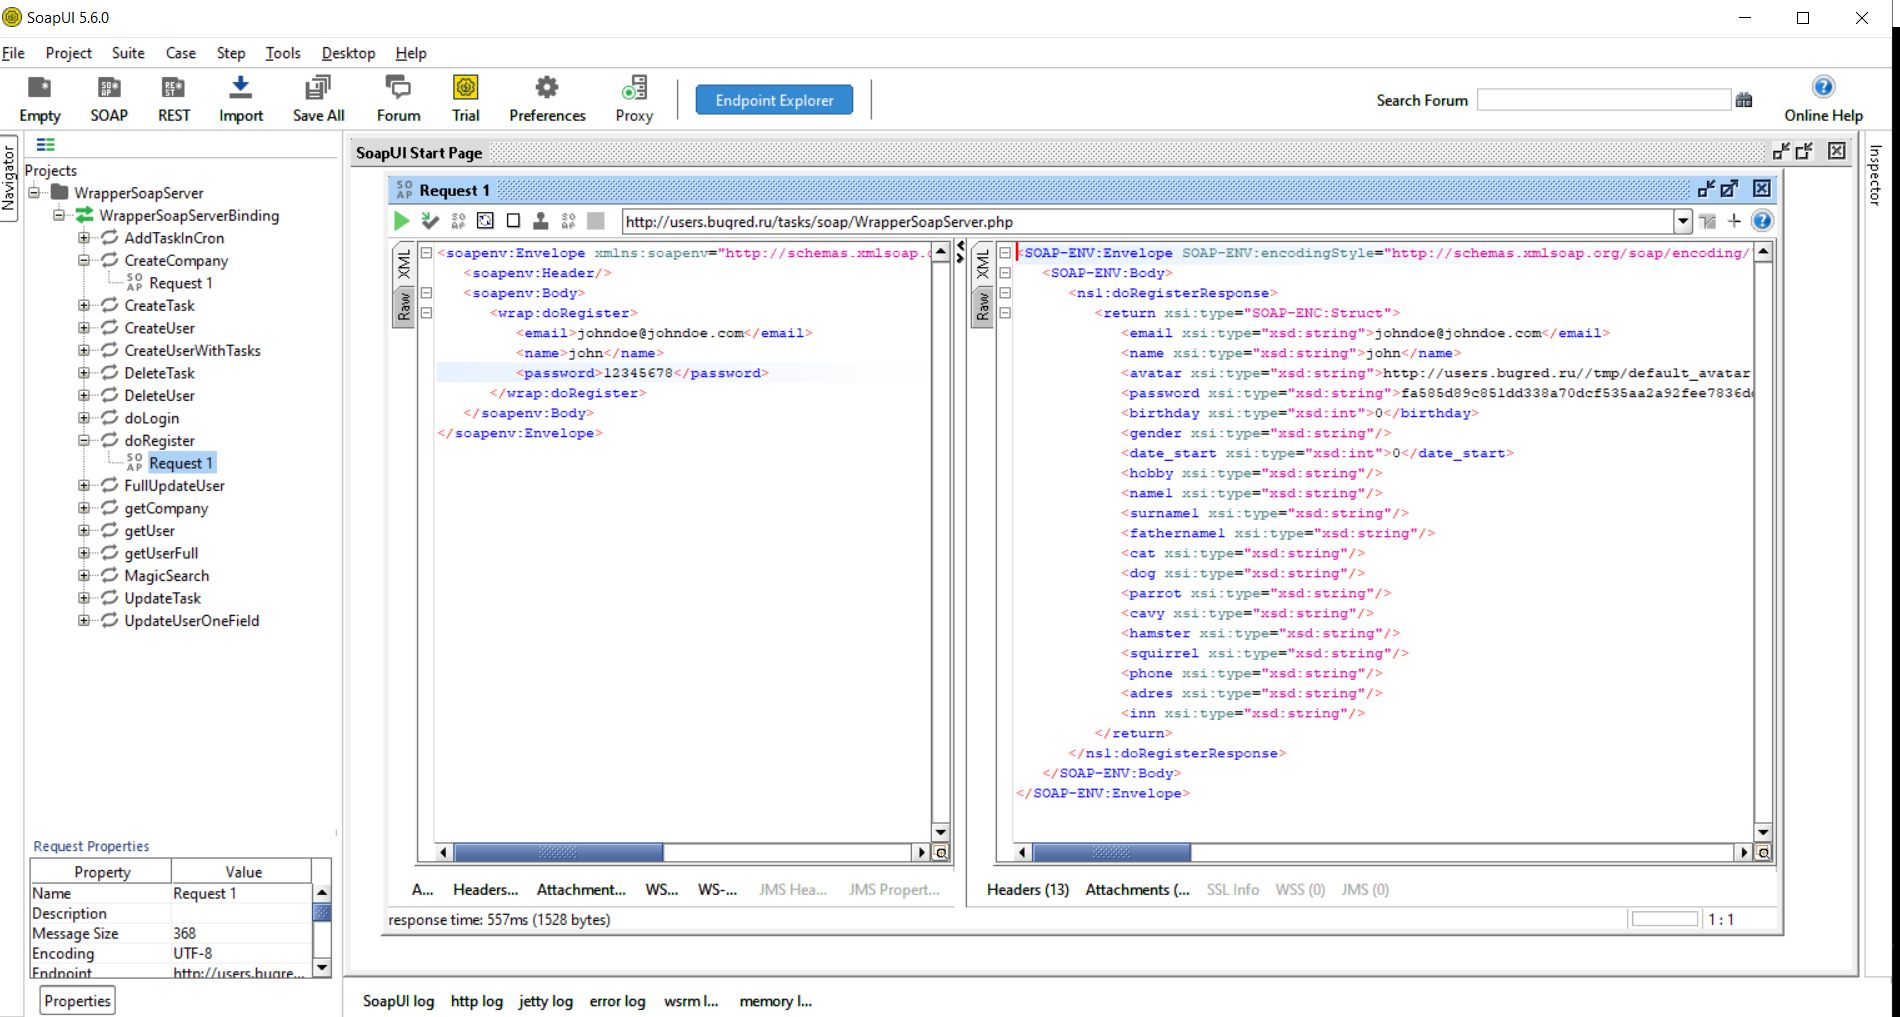 SoapUI 5.6.0
File Project Suite Case Step Tools Desktop Help
Empty SOAP REST Import Save All Forum Trial Preferences Proxy Endpoint Explorer Search Forum Online Help
Navigator
Inspector
Projects
WrapperSoapServer
WrapperSoapServerBinding
AddTaskInCron
CreateCompany
Request 1
CreateTask
CreateUser
CreateUserWithTasks
DeleteTask
DeleteUser
doLogin
doRegister
Request 1
FullUpdateUser
getCompany
getUser
getUserFull
MagicSearch
UpdateTask
UpdateUserOneField
Request Properties
Property Value
Name Request 1
Description
Message Size 368
Encoding UTF-8
Endpoint http://users.bugre...
Properties
SoapUI Start Page
SOAP Request 1
http://users.bugred.ru/tasks/soap/WrapperSoapServer.php
XML
Raw
<soapenv:Envelope xmlns:soapenv="http://schemas.xmlsoap.
<soapenv:Header/>
<soapenv:Body>
<wrap:doRegister>
<email>johndoe@johndoe.com</email>
<name>john</name>
<password>12345678</password>
</wrap:doRegister>
</soapenv:Body>
</soapenv:Envelope>
A... Headers... Attachment... WS... WS-... JMS Hea... JMS Propert...
XML
Raw
<SOAP-ENV:Envelope SOAP-ENV:encodingStyle="http://schemas.xmlsoap.org/soap/encoding/"
<SOAP-ENV:Body>
<ns1:doRegisterResponse>
<return xsi:type="SOAP-ENC:Struct">
<email xsi:type="xsd:string">johndoe@johndoe.com</email>
<name xsi:type="xsd:string">john</name>
<avatar xsi:type="xsd:string">http://users.bugred.ru//tmp/default_avatar
<password xsi:type="xsd:string">fa585d89c851dd338a70dcf535aa2a92fee7836d
<birthday xsi:type="xsd:int">0</birthday>
<gender xsi:type="xsd:string"/>
<date_start xsi:type="xsd:int">0</date_start>
<hobby xsi:type="xsd:string"/>
<name1 xsi:type="xsd:string"/>
<surname1 xsi:type="xsd:string"/>
<fathername1 xsi:type="xsd:string"/>
<cat xsi:type="xsd:string"/>
<dog xsi:type="xsd:string"/>
<parrot xsi:type="xsd:string"/>
<cavy xsi:type="xsd:string"/>
<hamster xsi:type="xsd:string"/>
<squirrel xsi:type="xsd:string"/>
<phone xsi:type="xsd:string"/>
<adres xsi:type="xsd:string"/>
<inn xsi:type="xsd:string"/>
</return>
</ns1:doRegisterResponse>
</SOAP-ENV:Body>
</SOAP-ENV:Envelope>
Headers (13) Attachments (... SSL Info WSS (0) JMS (0)
response time: 557ms (1528 bytes)
1 : 1
SoapUI log http log jetty log error log wsrm l... memory l...